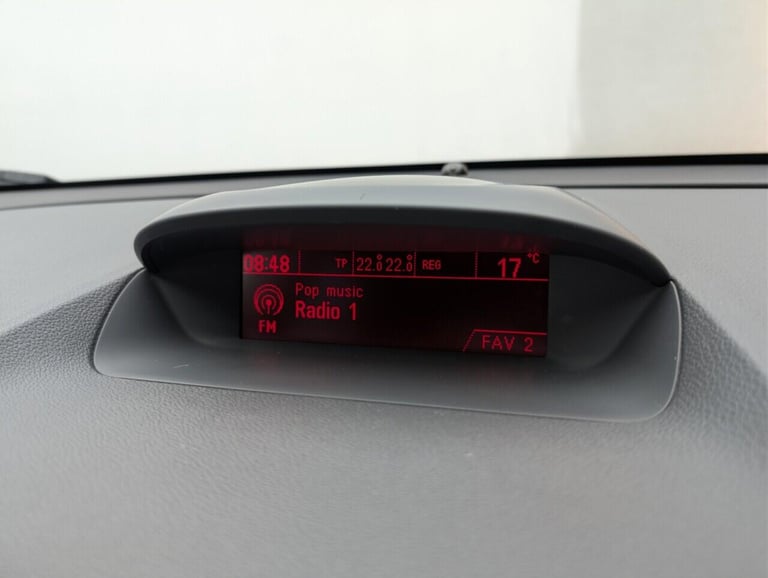 08:48 TP 22.0° 22.0° REG 17 °C
Pop music
Radio 1
FM
FAV 2